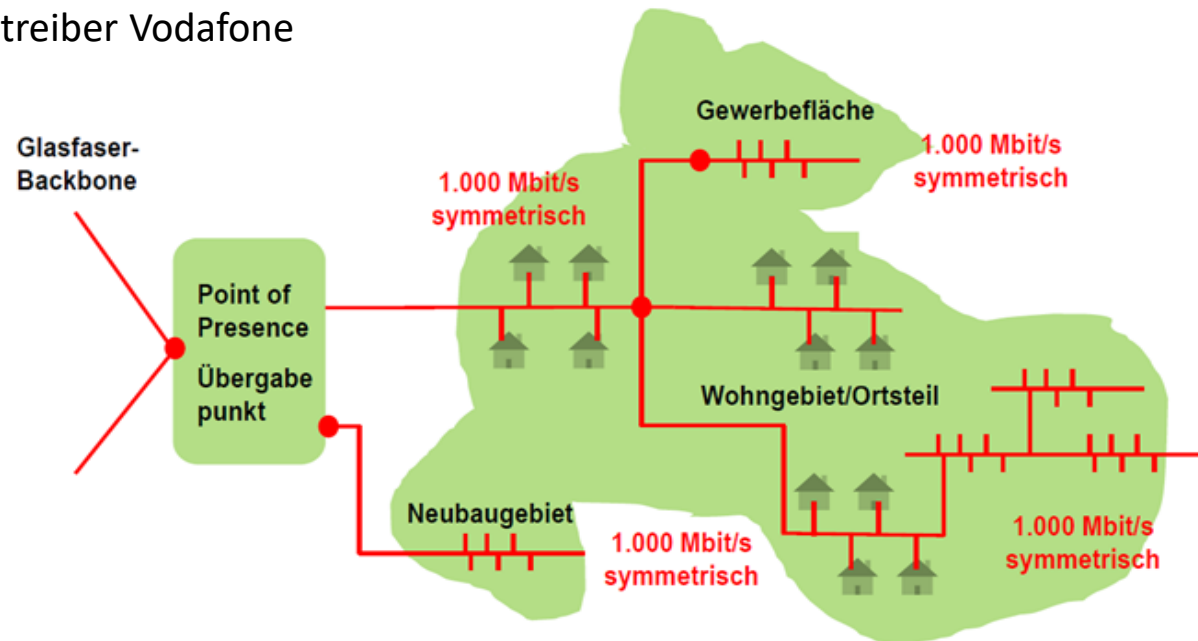 treiber Vodafone
Glasfaser-
Backbone
Point of
Presence
Übergabe
punkt
Gewerbefläche
1.000 Mbit/s
symmetrisch
1.000 Mbit/s
symmetrisch
Wohngebiet/Ortsteil
Neubaugebiet
1.000 Mbit/s
symmetrisch
1.000 Mbit/s
symmetrisch